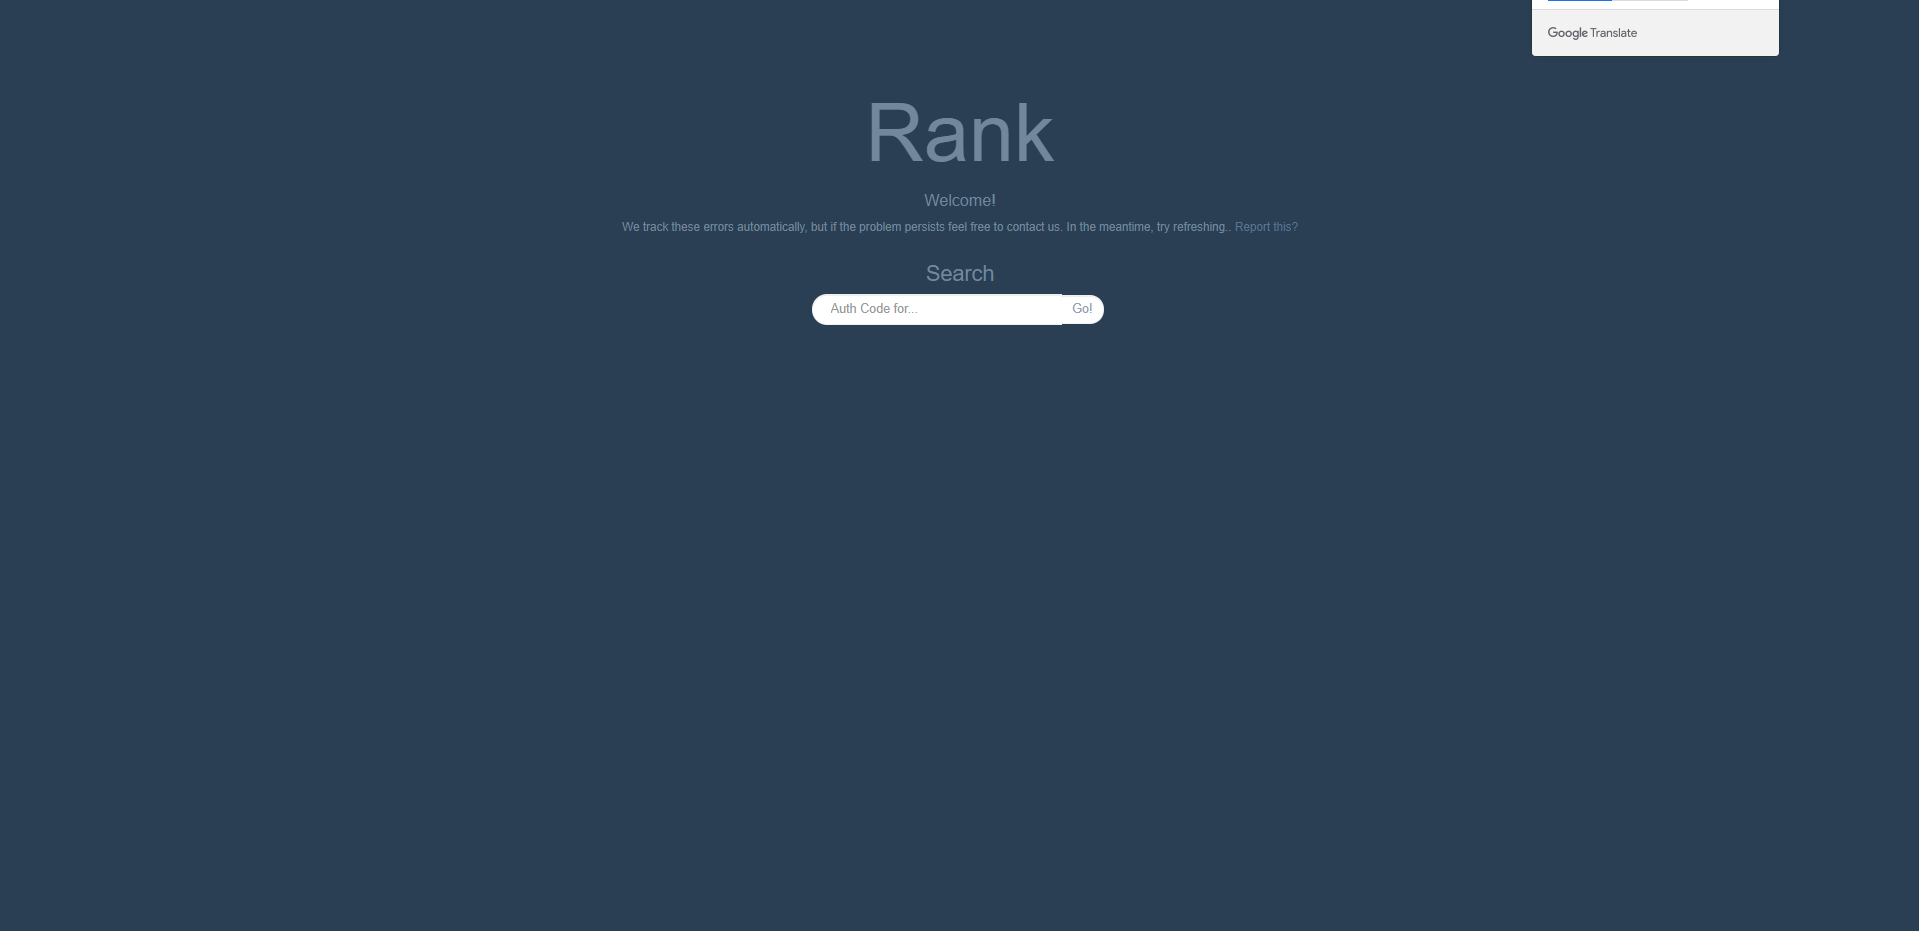 Google Translate
Rank
Welcome!
We track these errors automatically, but if the problem persists feel free to contact us. In the meantime, try refreshing.. Report this?
Search
Auth Code for... Go!